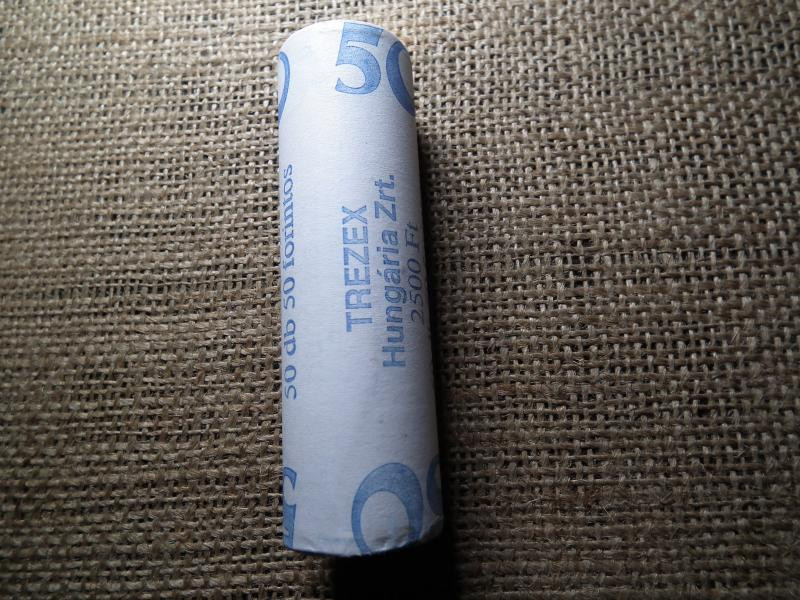 50
50 db 50 forintos
TREZEX
Hungária Zrt.
2500 Ft